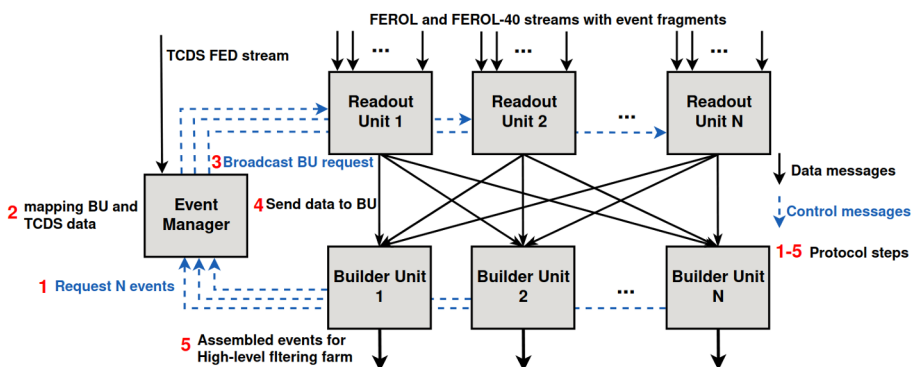 FEROL and FEROL-40 streams with event fragments
TCDS FED stream
...
...
...
Readout
Unit 1
Readout
Unit 2
...
Readout
Unit N
3 Broadcast BU request
Data messages
2 mapping BU and
TCDS data
Event
Manager
4 Send data to BU
Control messages
1-5 Protocol steps
1 Request N events
Builder Unit
1
Builder Unit
2
...
Builder Unit
N
5 Assembled events for
High-level fltering farm